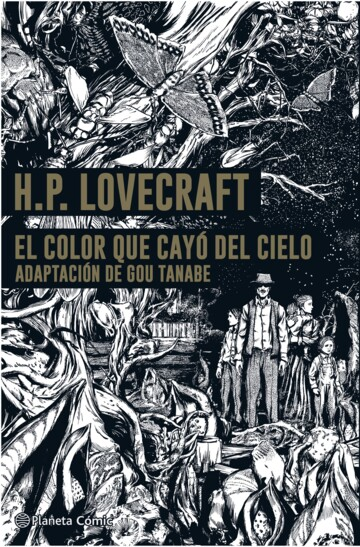 H.P. LOVECRAFT
EL COLOR QUE CAYÓ DEL CIELO
ADAPTACIÓN DE GOU TANABE
Planeta Cómic